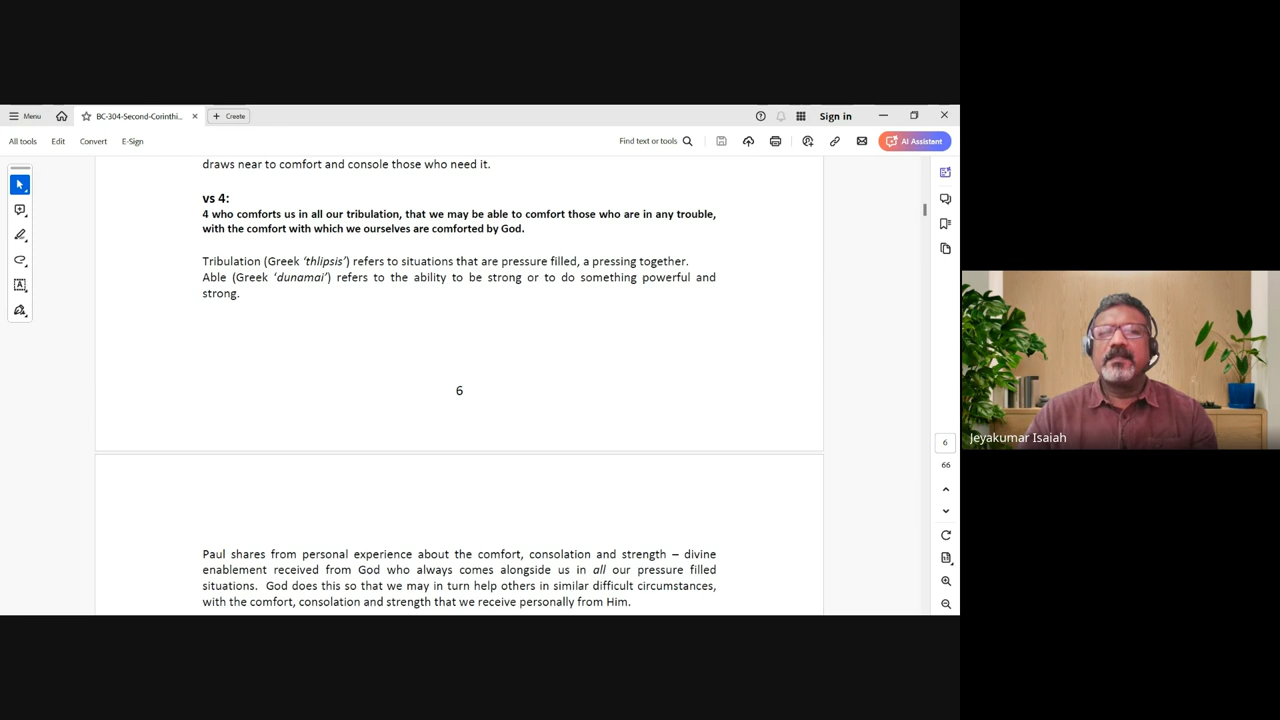 Menu
BC-304-Second-Corinthi...
Create
Sign in
All tools
Edit
Convert
E-Sign
Find text or tools
AI Assistant
draws near to comfort and console those who need it.
vs 4:
4 who comforts us in all our tribulation, that we may be able to comfort those who are in any trouble,
with the comfort with which we ourselves are comforted by God.
Tribulation (Greek ‘thlipsis’) refers to situations that are pressure filled, a pressing together.
Able (Greek ‘dunamai’) refers to the ability to be strong or to do something powerful and
strong.
6
Paul shares from personal experience about the comfort, consolation and strength – divine
enablement received from God who always comes alongside us in all our pressure filled
situations. God does this so that we may in turn help others in similar difficult circumstances,
with the comfort, consolation and strength that we receive personally from Him.
6
66
Jeyakumar Isaiah